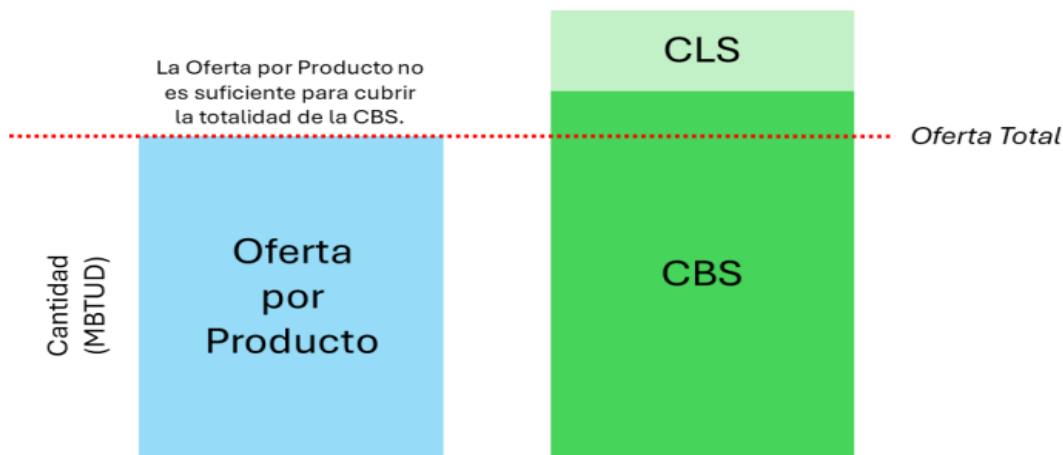 La Oferta por Producto no
es suficiente para cubrir
la totalidad de la CBS.
CLS
Oferta Total
Cantidad
(MBTUD)
Oferta
por
Producto
CBS